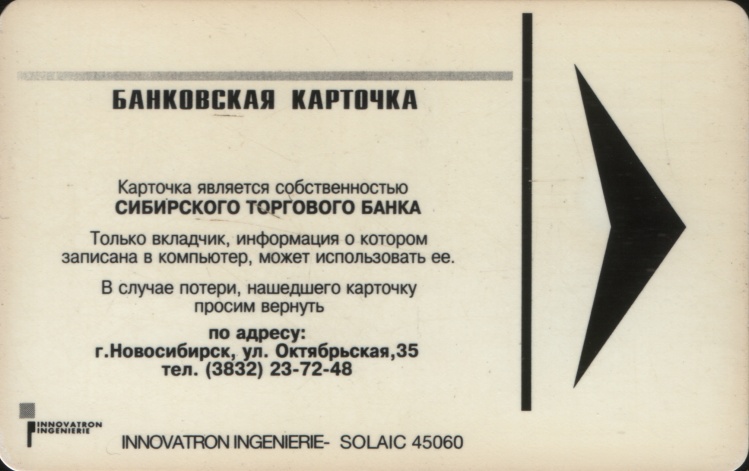 БАНКОВСКАЯ КАРТОЧКА
Карточка является собственностью
СИБИРСКОГО ТОРГОВОГО БАНКА
Только вкладчик, информация о котором
записана в компьютер, может использовать ее.
В случае потери, нашедшего карточку
просим вернуть
по адресу:
г.Новосибирск, ул. Октябрьская,35
тел. (3832) 23-72-48
INNOVATRON
INGENIERIE
INNOVATRON INGENIERIE- SOLAIC 45060